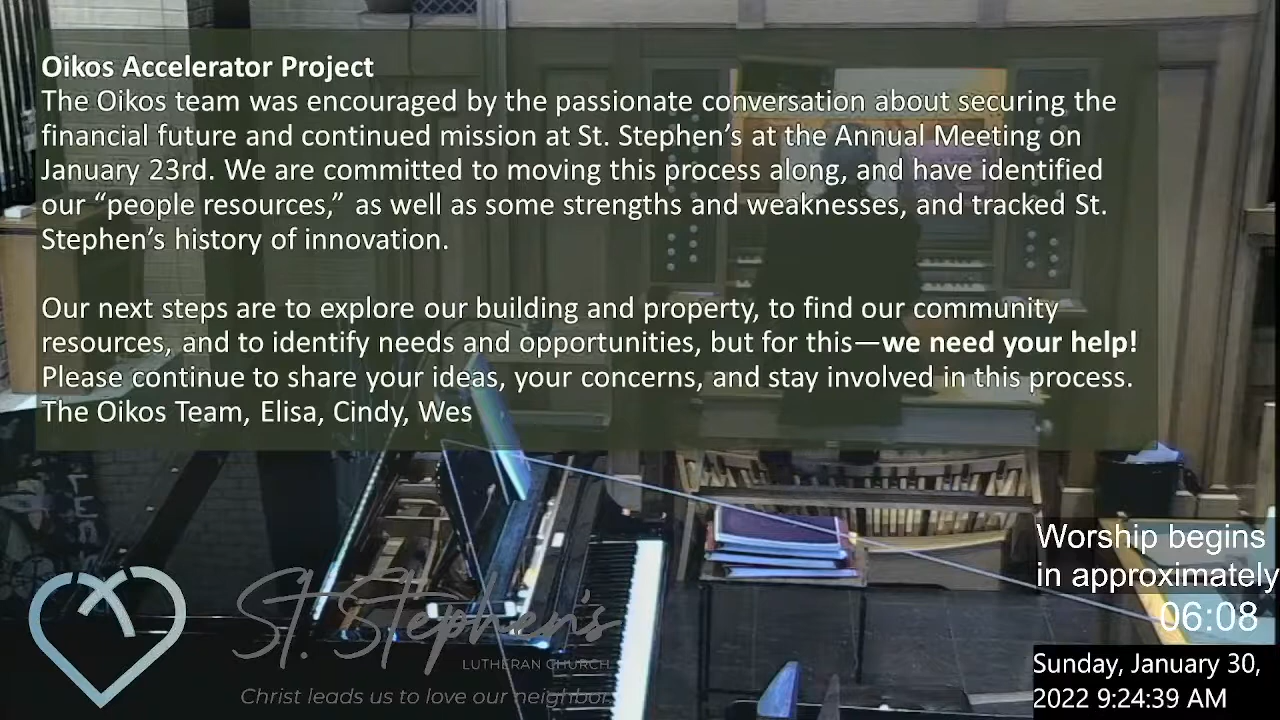 Oikos Accelerator Project
The Oikos team was encouraged by the passionate conversation about securing the
financial future and continued mission at St. Stephen’s at the Annual Meeting on
January 23rd. We are committed to moving this process along, and have identified
our “people resources,” as well as some strengths and weaknesses, and tracked St.
Stephen’s history of innovation.
Our next steps are to explore our building and property, to find our community
resources, and to identify needs and opportunities, but for this—we need your help!
Please continue to share your ideas, your concerns, and stay involved in this process.
The Oikos Team, Elisa, Cindy, Wes
Worship begins
in approximately
06:08
St. Stephen's
LUTHERAN CHURCH
Christ leads us to love our neighbor
Sunday, January 30,
2022 9:24:39 AM